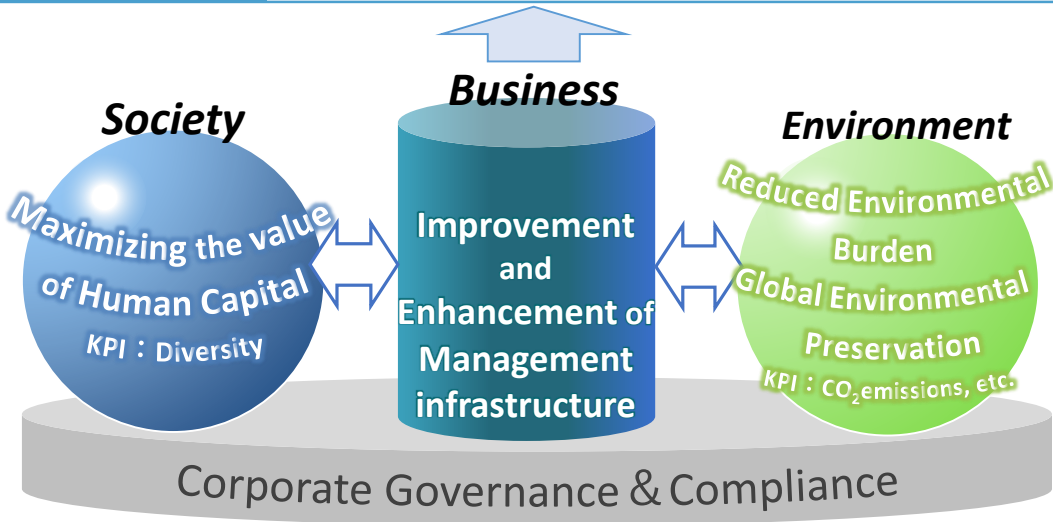 Society
Maximizing the value
of Human Capital
KPI：Diversity
Business
Improvement
and
Enhancement of
Management
infrastructure
Environment
Reduced Environmental
Burden
Global Environmental
Preservation
KPI：CO₂emissions, etc.
Corporate Governance & Compliance